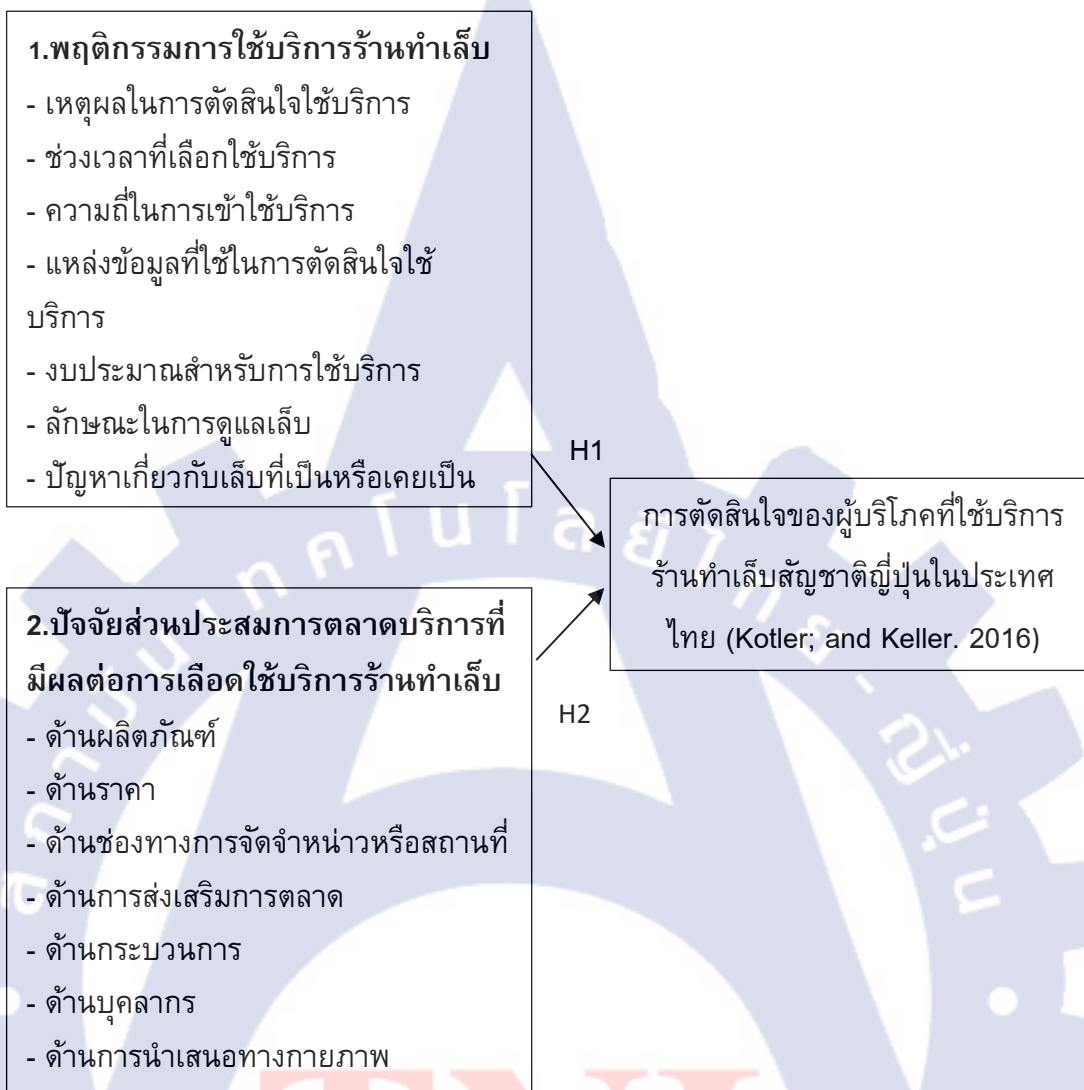 1.พฤติกรรมการใช้บริการร้านทำเล็บ
- เหตุผลในการตัดสินใจใช้บริการ
- ช่วงเวลาที่เลือกใช้บริการ
- ความถี่ในการเข้าใช้บริการ
- แหล่งข้อมูลที่ใช้ในการตัดสินใจใช้
บริการ
- งบประมาณสำหรับการใช้บริการ
- ลักษณะในการดูแลเล็บ
- ปัญหาเกี่ยวกับเล็บที่เป็นหรือเคยเป็น
H1
การตัดสินใจของผู้บริโภคที่ใช้บริการ
ร้านทำเล็บสัญชาติญี่ปุ่นในประเทศ
ไทย (Kotler; and Keller. 2016)
2.ปัจจัยส่วนประสมการตลาดบริการที่
มีผลต่อการเลือดใช้บริการร้านทำเล็บ
- ด้านผลิตภัณฑ์
- ด้านราคา
- ด้านช่องทางการจัดจำหน่าวหรือสถานที่
- ด้านการส่งเสริมการตลาด
- ด้านกระบวนการ
- ด้านบุคลากร
- ด้านการนำเสนอทางกายภาพ
H2